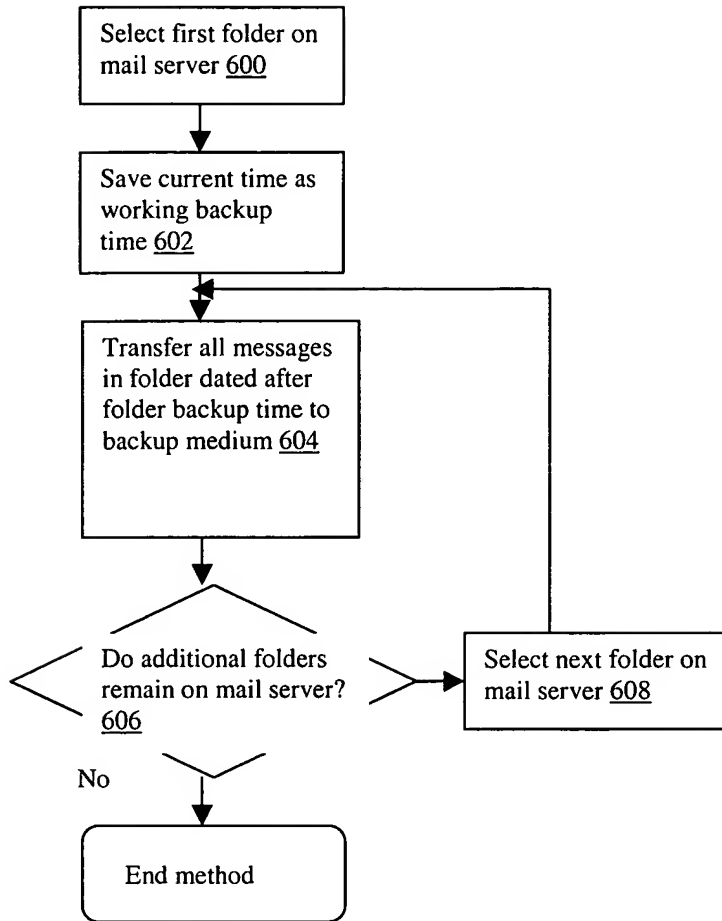 Select first folder on
mail server 600
Save current time as
working backup
time 602
Transfer all messages
in folder dated after
folder backup time to
backup medium 604
Do additional folders
remain on mail server?
606
Select next folder on
mail server 608
No
End method